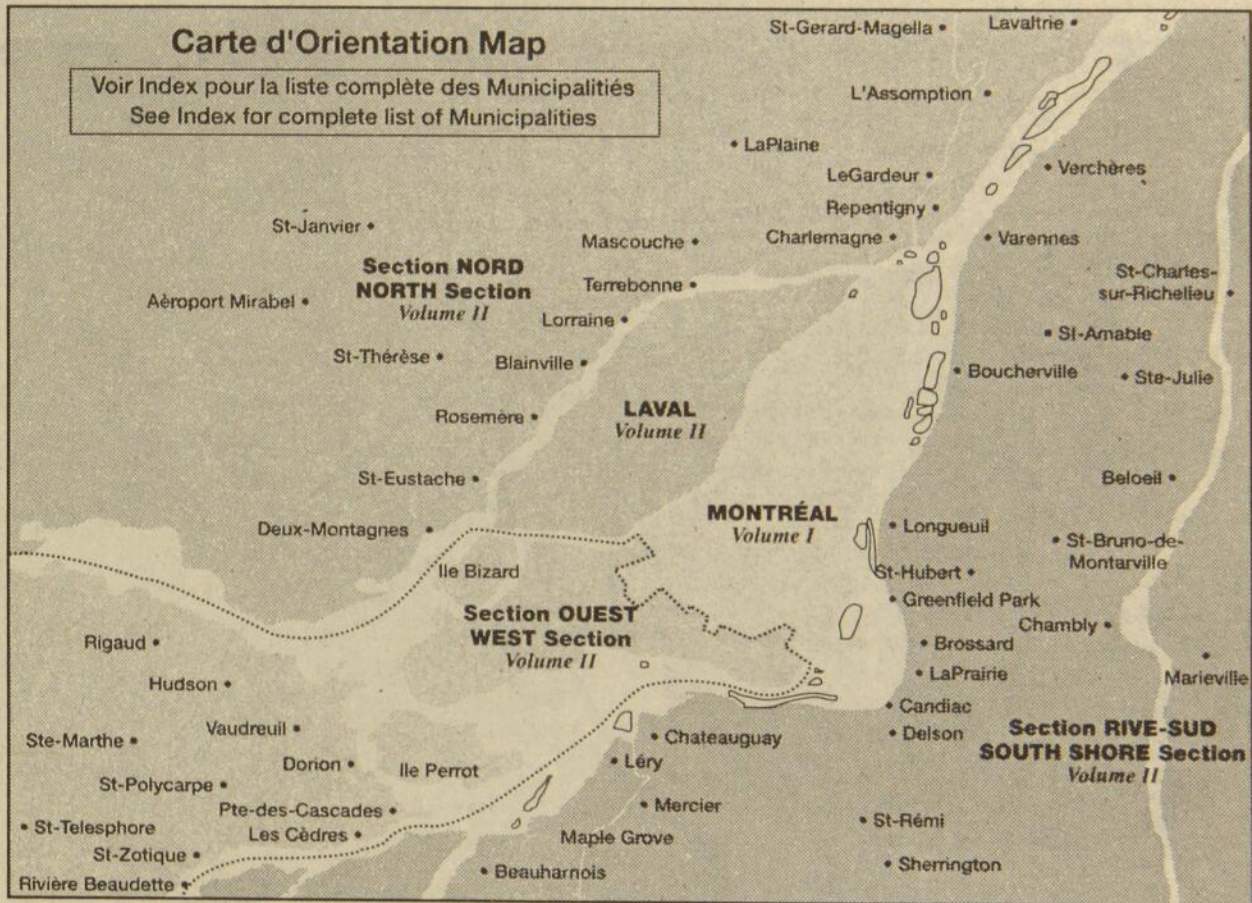 Carte d'Orientation Map
Voir Index pour la liste complète des Municipalitiés
See Index for complete list of Municipalities
St-Gerard-Magella
Lavaltrie
L'Assomption
LaPlaine
LeGardeur
Verchères
Repentigny
St-Janvier
Mascouche
Charlemagne
Varennes
Section NORD
NORTH Section
Volume II
Terrebonne
St-Charles-
sur-Richelieu
Aèroport Mirabel
Lorraine
St-Amable
St-Thérèse
Blainville
Boucherville
Ste-Julie
LAVAL
Volume II
Rosemère
St-Eustache
Beloeil
MONTRÉAL
Volume I
Deux-Montagnes
Longueuil
St-Bruno-de-
Montarville
Ile Bizard
St-Hubert
Section OUEST
WEST Section
Volume II
Greenfield Park
Chambly
Rigaud
Brossard
LaPrairie
Marieville
Hudson
Candiac
Vaudreuil
Ste-Marthe
Chateauguay
Delson
Section RIVE-SUD
SOUTH SHORE Section
Volume II
Dorion
Ile Perrot
Léry
St-Polycarpe
Pte-des-Cascades
Mercier
St-Telesphore
Les Cèdres
Maple Grove
St-Rémi
St-Zotique
Beauharnois
Sherrington
Rivière Beaudette